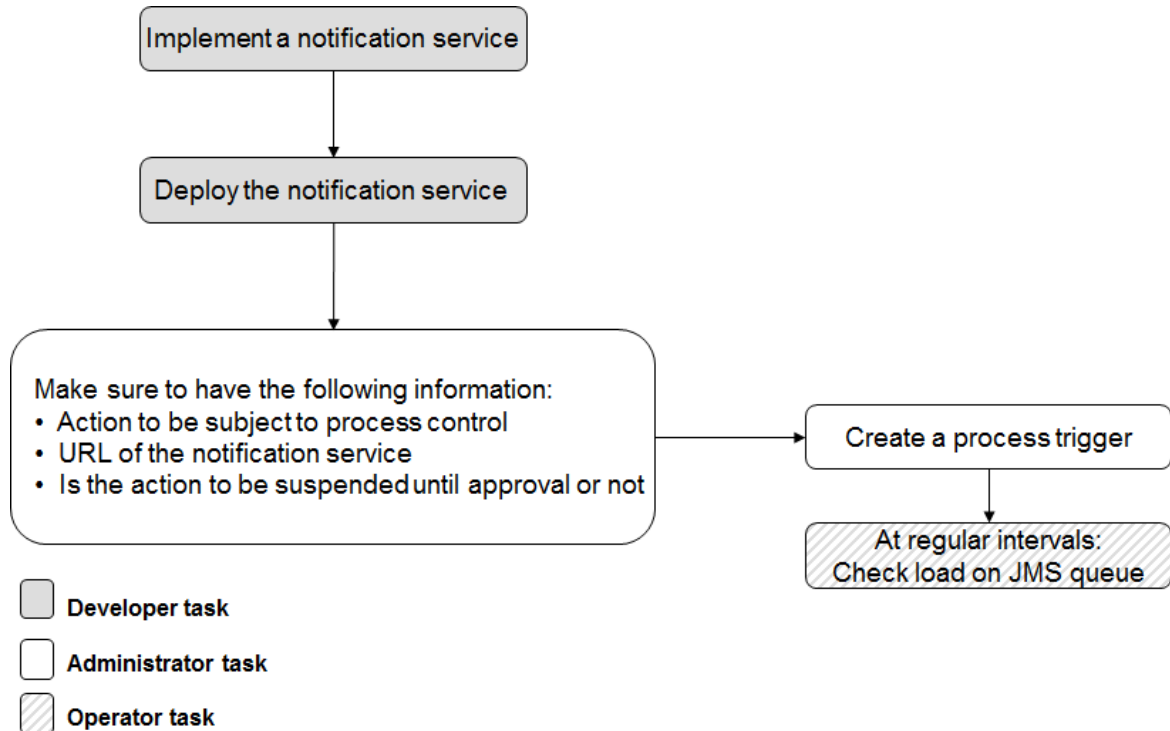 Implement a notification service
Deploy the notification service
Make sure to have the following information:
• Action to be subject to process control
• URL of the notification service
• Is the action to be suspended until approval or not
Create a process trigger
At regular intervals:
Check load on JMS queue
Developer task
Administrator task
Operator task